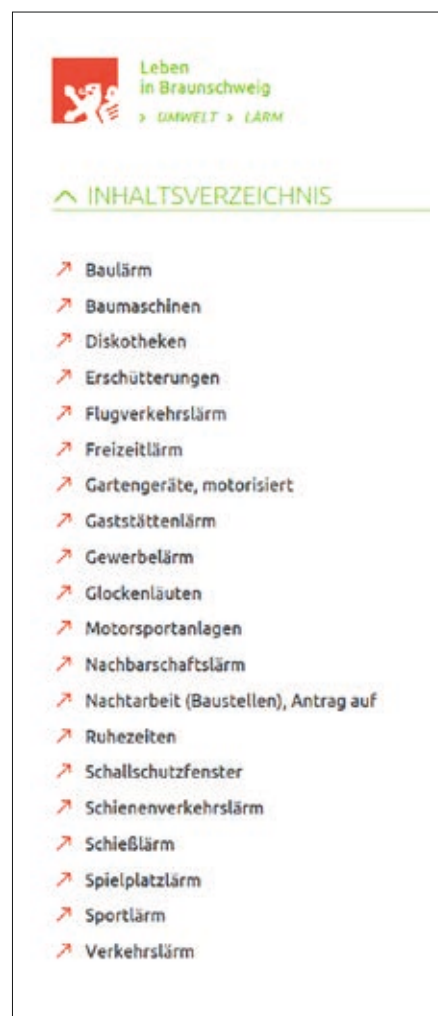 Leben
in Braunschweig
> UMWELT > LÄRM
INHALTSVERZEICHNIS
Baulärm
Baumaschinen
Diskotheken
Erschütterungen
Flugverkehrslärm
Freizeitlärm
Gartengeräte, motorisiert
Gaststättenlärm
Gewerbelärm
Glockenläuten
Motorsportanlagen
Nachbarschaftslärm
Nachtarbeit (Baustellen), Antrag auf
Ruhezeiten
Schallschutzfenster
Schienenverkehrslärm
Schießlärm
Spielplatzlärm
Sportlärm
Verkehrslärm